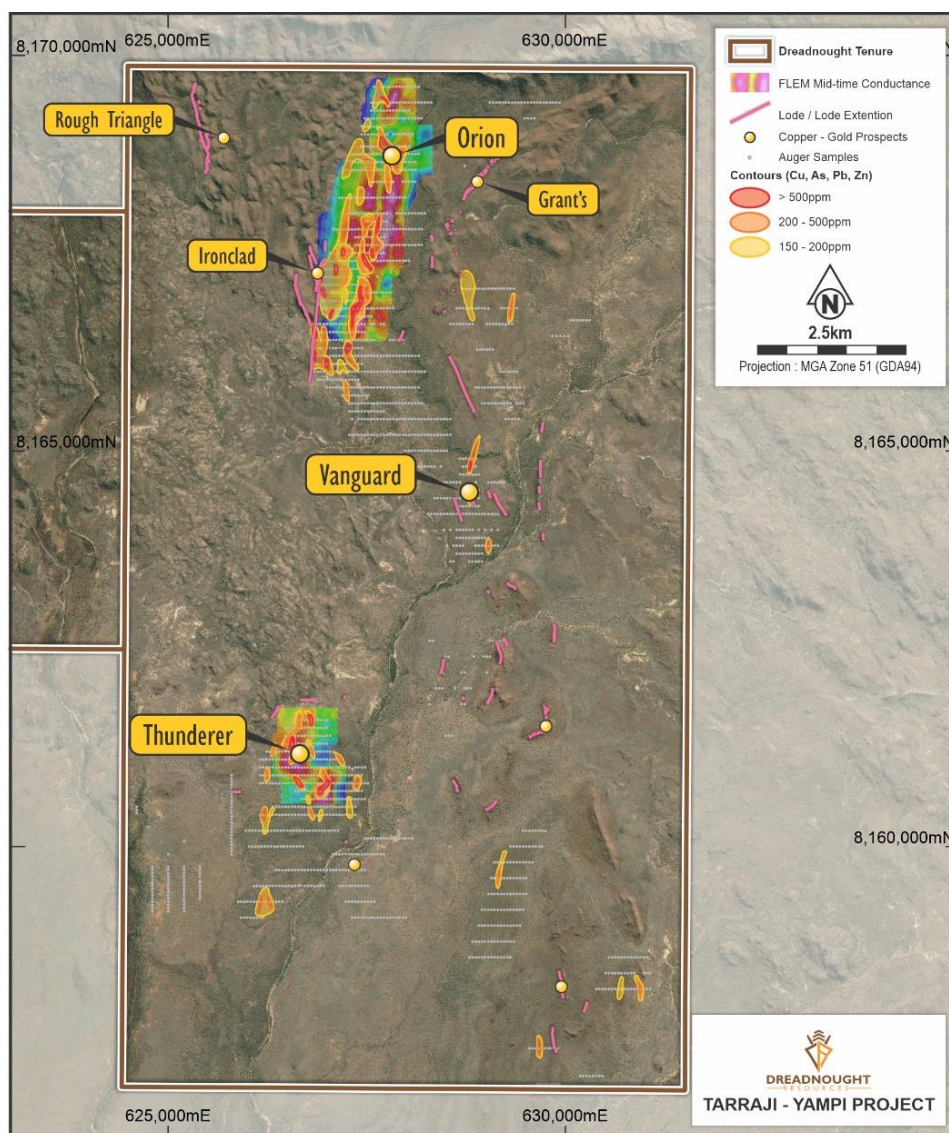 625,000mE
630,000mE
8,170,000mN
8,170,000mN
Dreadnought Tenure
FLEM Mid-time Conductance
Lode / Lode Extention
Copper - Gold Prospects
Auger Samples
Contours (Cu, As, Pb, Zn)
> 500ppm
200 - 500ppm
150 - 200ppm
N
2.5km
Projection : MGA Zone 51 (GDA94)
Rough Triangle
Orion
Grant's
Ironclad
8,165,000mN
8,165,000mN
Vanguard
Thunderer
8,160,000mN
DREADNOUGHT
RESOURCES
TARRAJI - YAMPI PROJECT
625,000mE
630,000mE